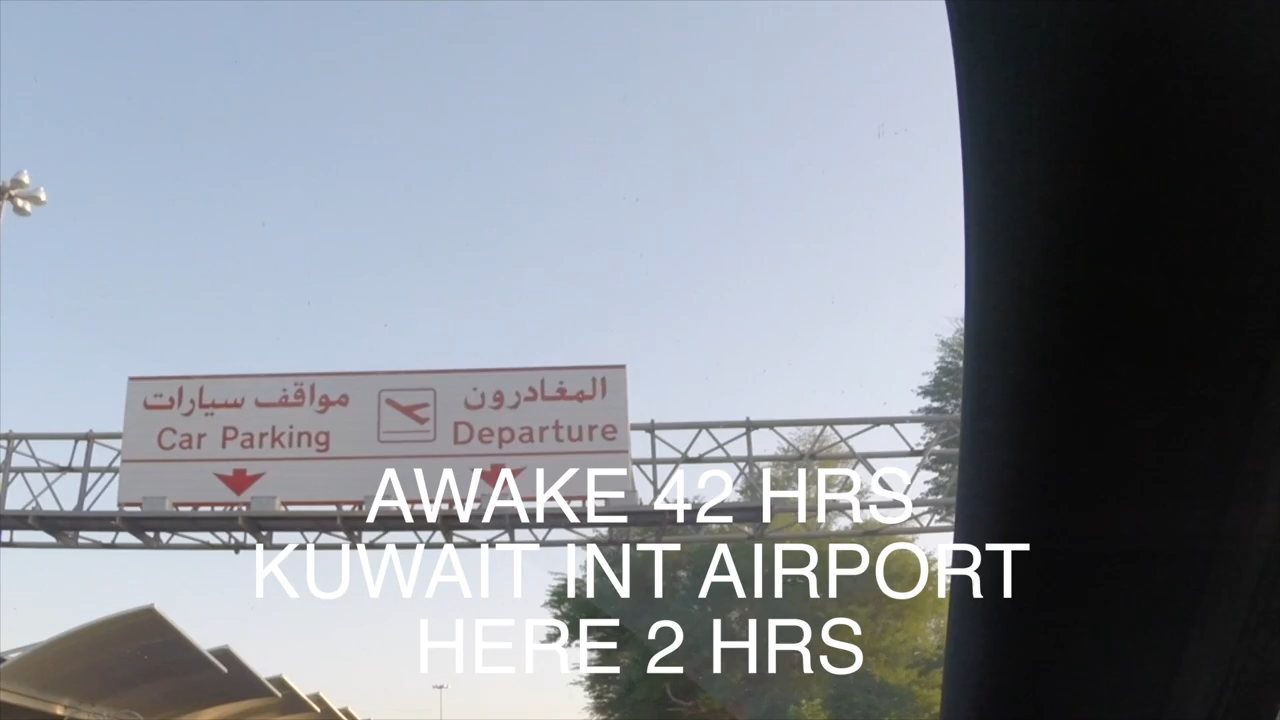 مواقف سيارات
Car Parking
المغادرون
Departure
AWAKE 42 HRS
KUWAIT INT AIRPORT
HERE 2 HRS